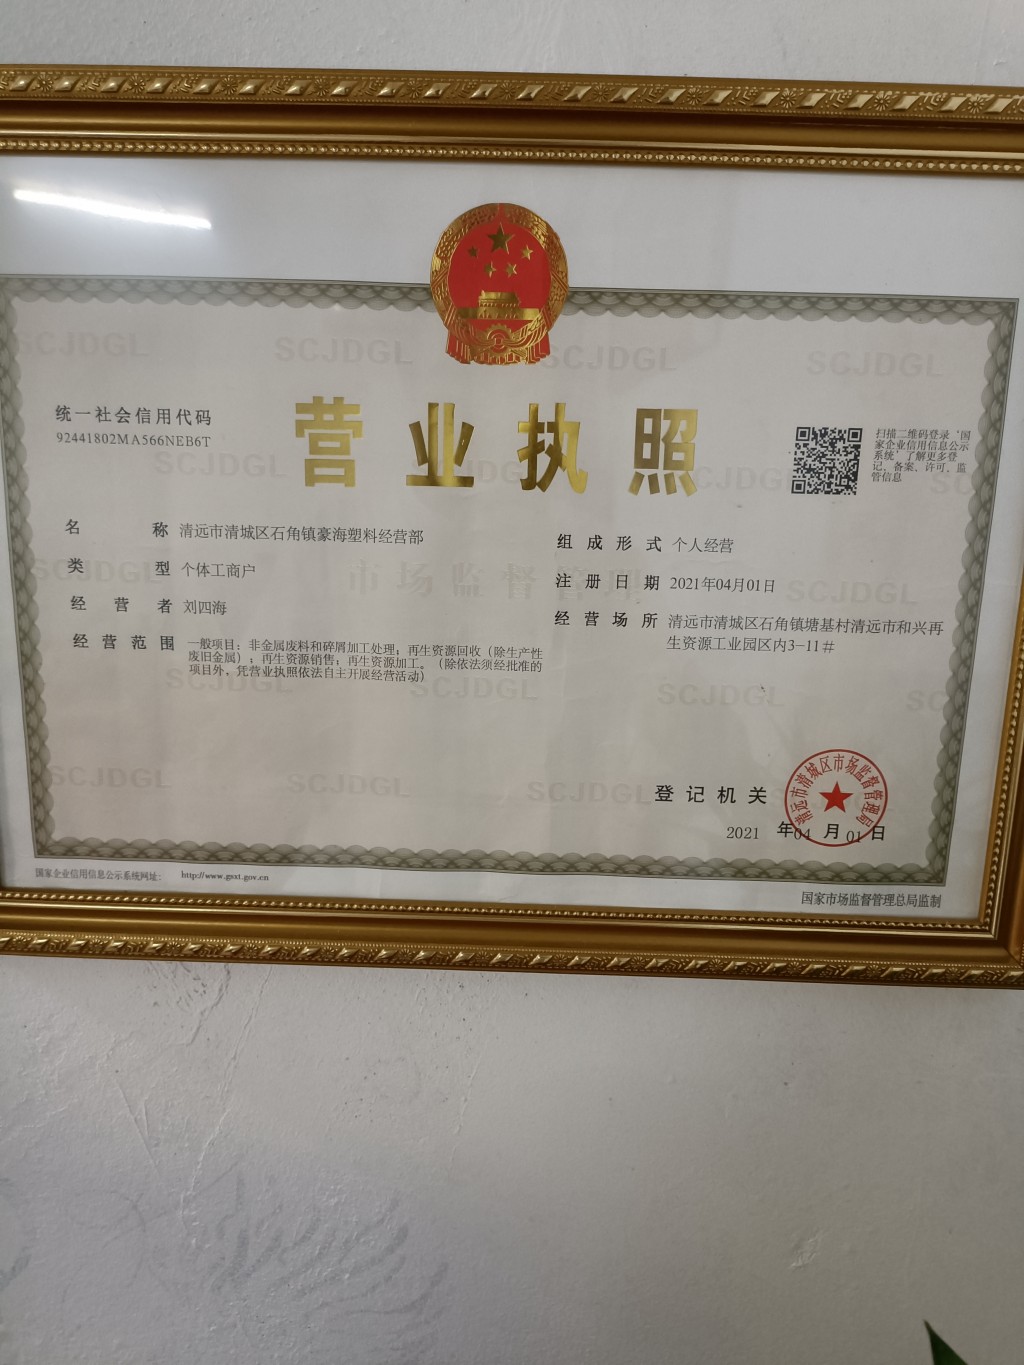 统一社会信用代码
92441802MA566NEB6T
营业执照
扫描二维码登录‘国
家企业信用信息公示
系统’了解更多登
记、备案、许可、监
管信息
名称 清远市清城区石角镇豪海塑料经营部
类型 个体工商户
经营者 刘四海
经营范围 一般项目：非金属废料和碎屑加工处理；再生资源回收（除生产性
废旧金属）；再生资源销售；再生资源加工。（除依法须经批准的
项目外，凭营业执照依法自主开展经营活动）
组成形式 个人经营
注册日期 2021年04月01日
经营场所 清远市清城区石角镇塘基村清远市和兴再
生资源工业园区内3-11#
市场监督管理
SCJDGL SCJDGL SCJDGL SCJDGL
登记机关
清远市清城区市场监督管理局
2021 年04 月01日
国家企业信用信息公示系统网址： http://www.gsxt.gov.cn
国家市场监督管理总局监制